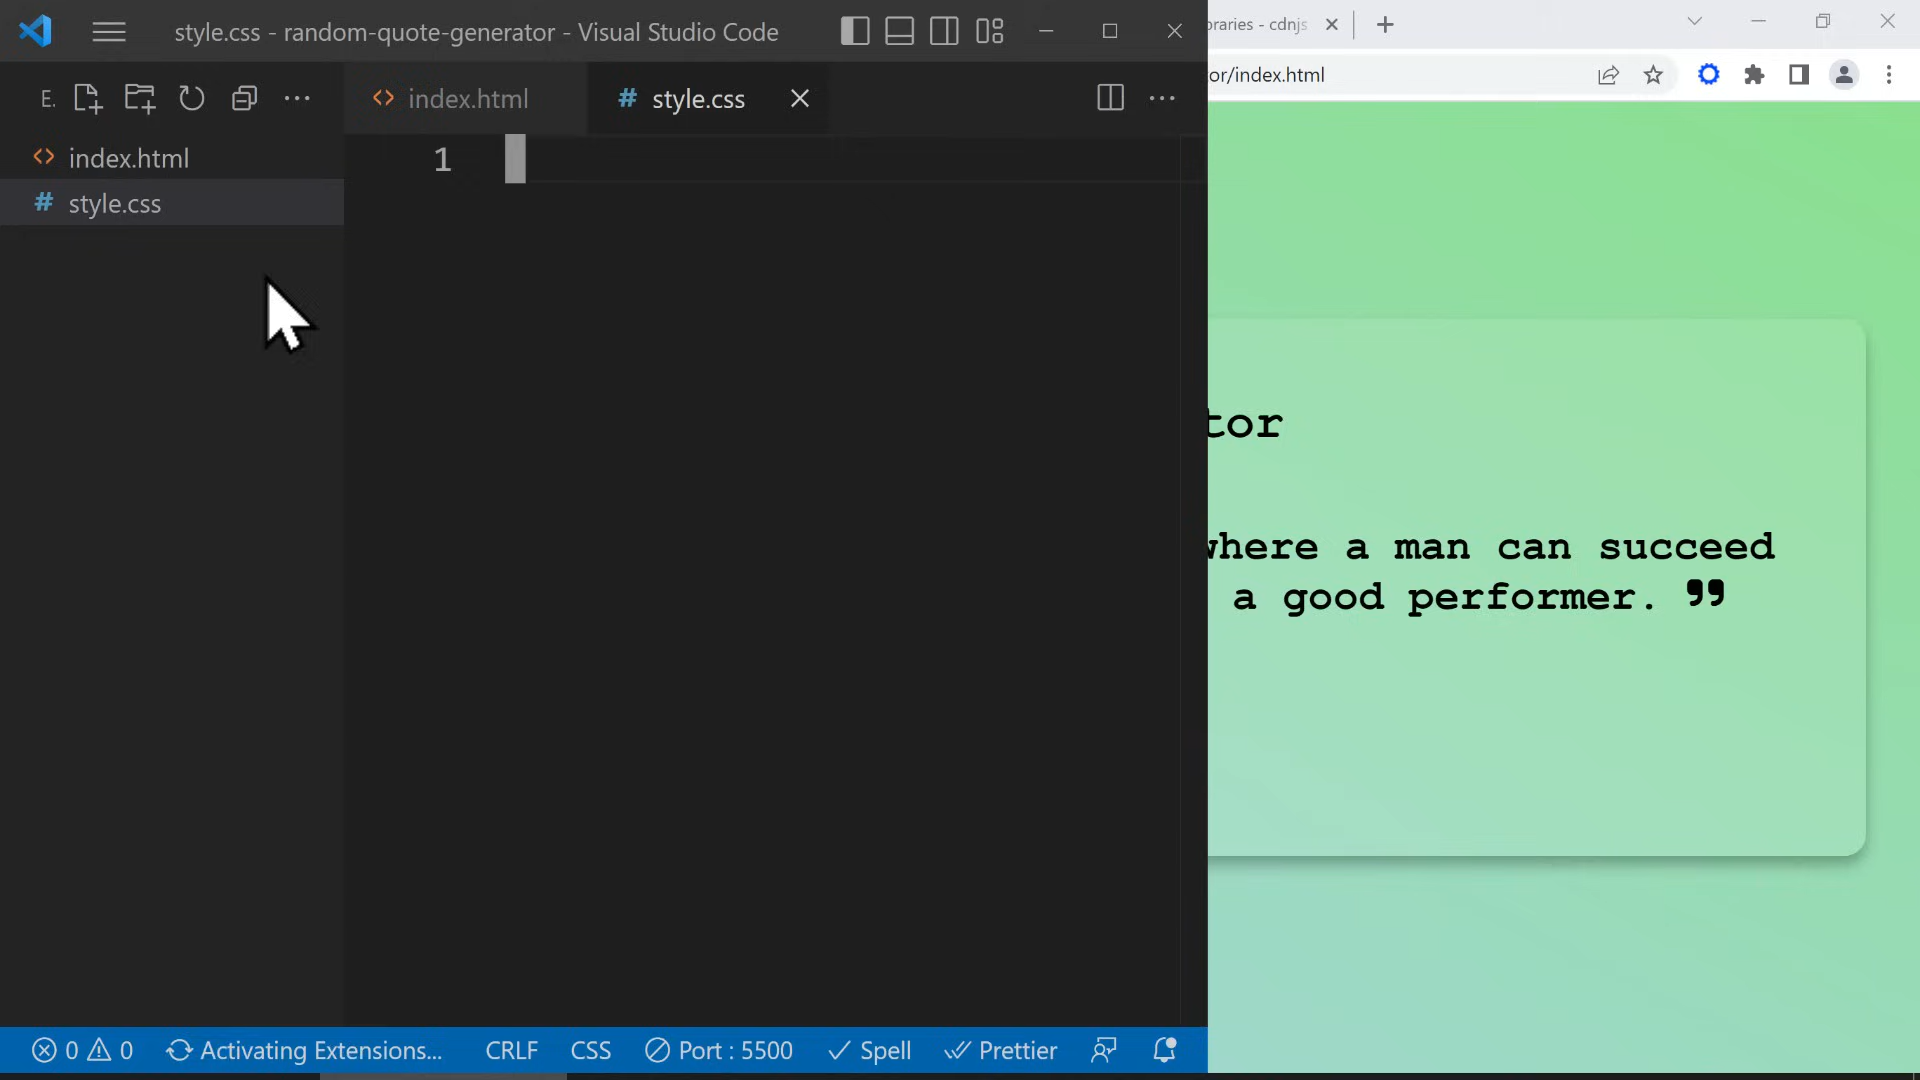 style.css - random-quote-generator - Visual Studio Code
braries - cdnjs
E.
index.html
# style.css
or/index.html
index.html
# style.css
1
tor
where a man can succeed
a good performer. ❞
0 0 Activating Extensions... CRLF CSS Port : 5500 Spell Prettier